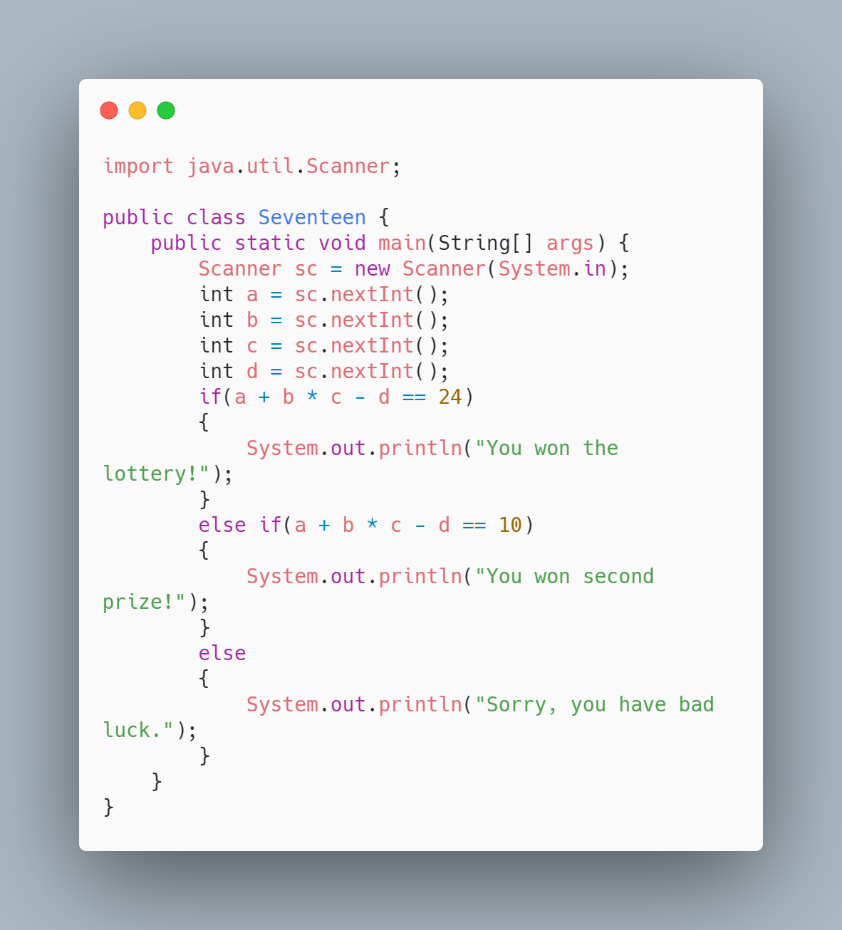 import java.util.Scanner;

public class Seventeen {
    public static void main(String[] args) {
        Scanner sc = new Scanner(System.in);
        int a = sc.nextInt();
        int b = sc.nextInt();
        int c = sc.nextInt();
        int d = sc.nextInt();
        if(a + b * c - d == 24)
        {
            System.out.println("You won the
lottery!");
        }
        else if(a + b * c - d == 10)
        {
            System.out.println("You won second
prize!");
        }
        else
        {
            System.out.println("Sorry, you have bad
luck.");
        }
    }
}